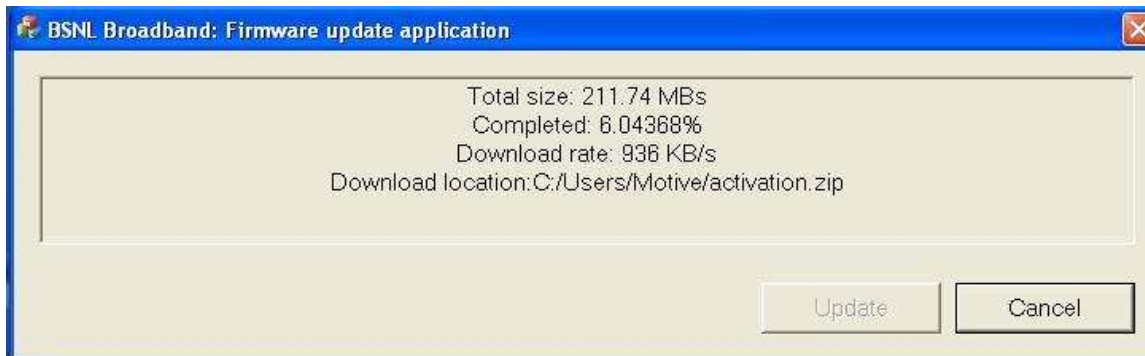 BSNL Broadband: Firmware update application
Total size: 211.74 MBs
Completed: 6.04368%
Download rate: 936 KB/s
Download location:C:/Users/Motive/activation.zip
Update
Cancel